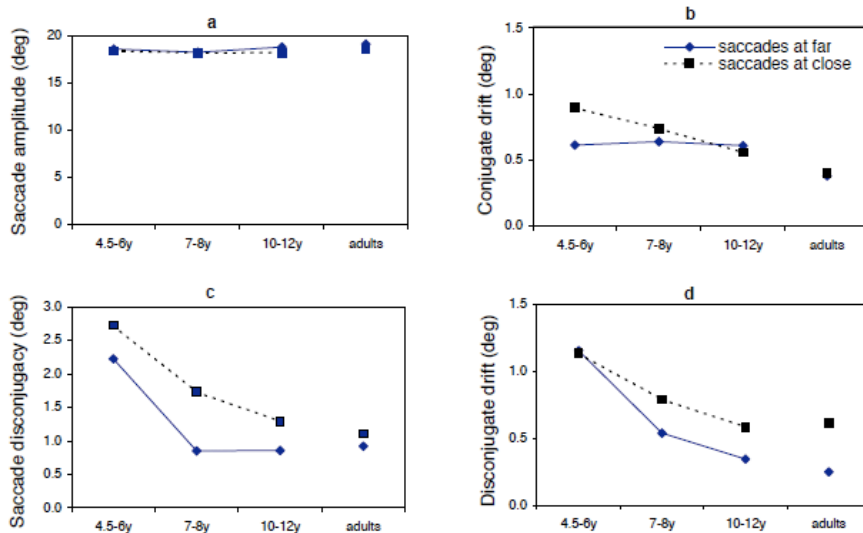 a
Saccade amplitude (deg)
20
15
10
5
0
4.5-6y 7-8y 10-12y adults
b
Conjugate drift (deg)
1.5
1.0
0.5
0.0
saccades at far
saccades at close
4.5-6y 7-8y 10-12y adults
c
Saccade disconjugacy (deg)
3.0
2.5
2.0
1.5
1.0
0.5
0.0
4.5-6y 7-8y 10-12y adults
d
Disconjugate drift (deg)
1.5
1.0
0.5
0.0
4.5-6y 7-8y 10-12y adults